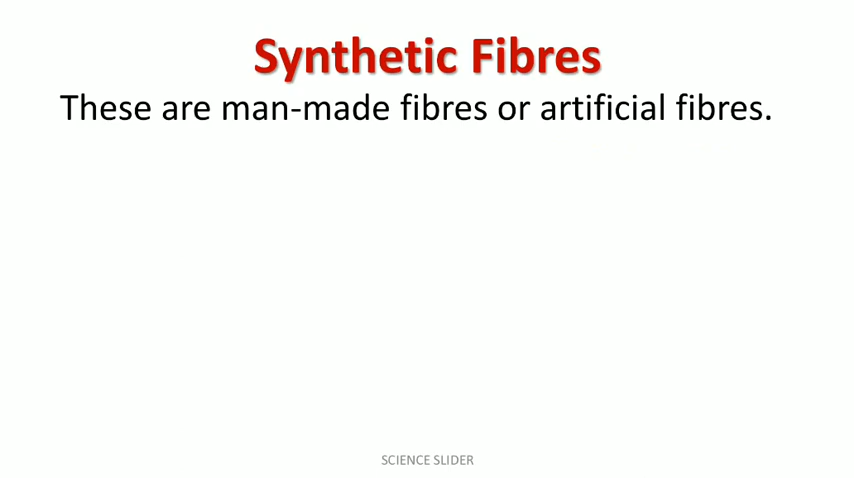 Synthetic Fibres
These are man-made fibres or artificial fibres.
SCIENCE SLIDER